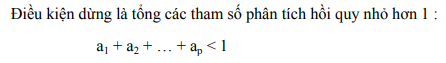 Điều kiện dừng là tổng các tham số phân tích hồi quy nhỏ hơn 1 :
a₁ + a₂ + … + aₚ < 1